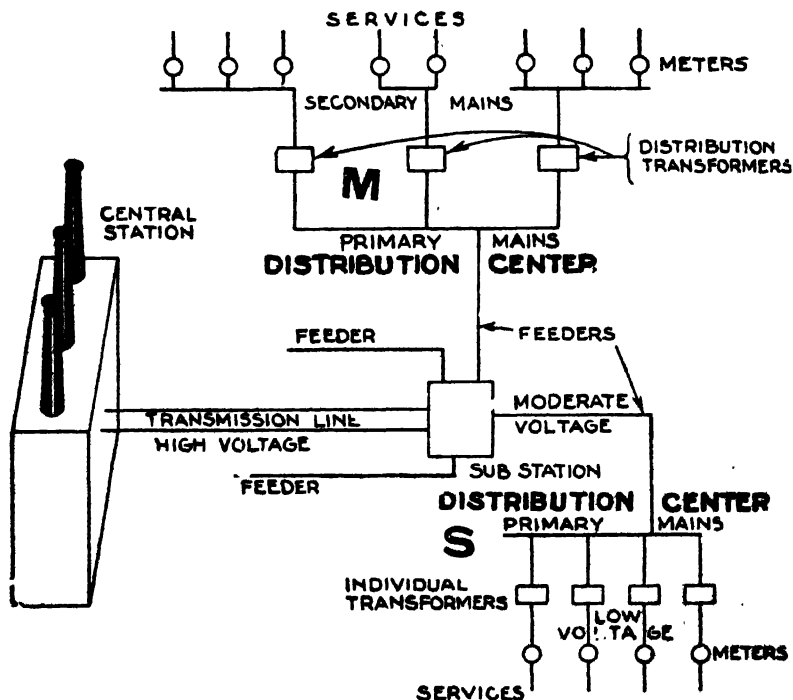 SERVICES
METERS
SECONDARY MAINS
DISTRIBUTION
TRANSFORMERS
M
CENTRAL
STATION
PRIMARY MAINS
DISTRIBUTION CENTER
FEEDER
FEEDERS
MODERATE
VOLTAGE
TRANSMISSION LINE
HIGH VOLTAGE
SUB STATION
FEEDER
DISTRIBUTION CENTER
PRIMARY MAINS
S
INDIVIDUAL
TRANSFORMERS
LOW
VOLTAGE
METERS
SERVICES